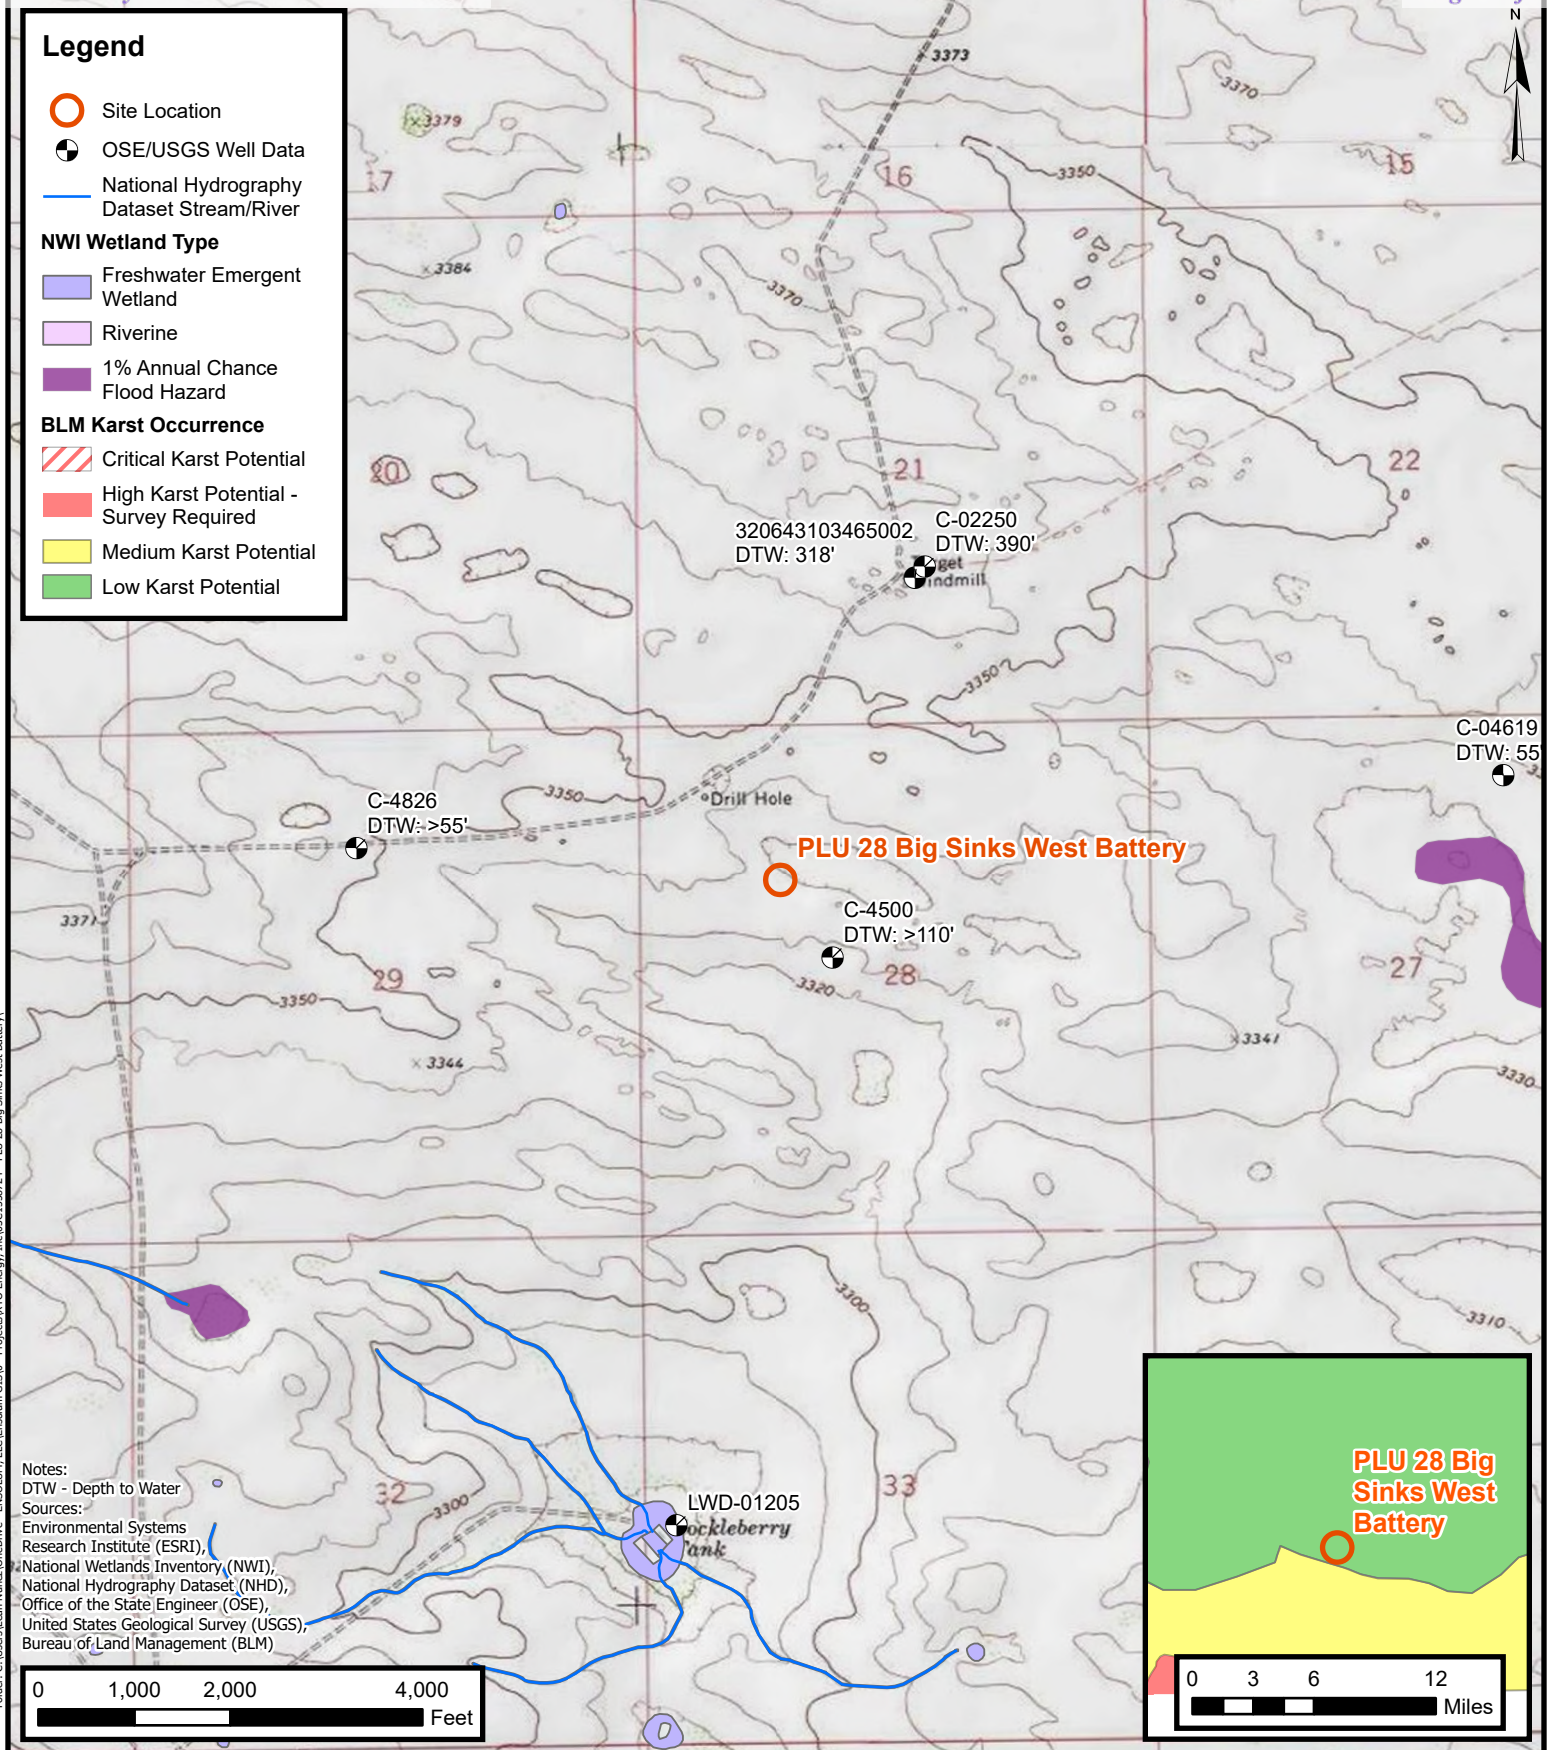 Legend
Site Location
OSE/USGS Well Data
National Hydrography
Dataset Stream/River
NWI Wetland Type
Freshwater Emergent
Wetland
Riverine
1% Annual Chance
Flood Hazard
BLM Karst Occurrence
Critical Karst Potential
High Karst Potential -
Survey Required
Medium Karst Potential
Low Karst Potential
N
3373
3379
3370
17
16
15
3350
3384
3370
20
21
22
320643103465002
DTW: 318'
C-02250
DTW: 390'
get
indmill
3350
C-04619
DTW: 55'
3350
Drill Hole
C-4826
DTW: >55'
PLU 28 Big Sinks West Battery
C-4500
DTW: >110'
3371
29
28
27
3320
3350
3341
3344
3330
3300
3310
32
33
3300
LWD-01205
ockleberry
Tank
Notes:
DTW - Depth to Water
Sources:
Environmental Systems
Research Institute (ESRI),
National Wetlands Inventory (NWI),
National Hydrography Dataset (NHD),
Office of the State Engineer (OSE),
United States Geological Survey (USGS),
Bureau of Land Management (BLM)
0 1,000 2,000 4,000
Feet
PLU 28 Big
Sinks West
Battery
0 3 6 12
Miles